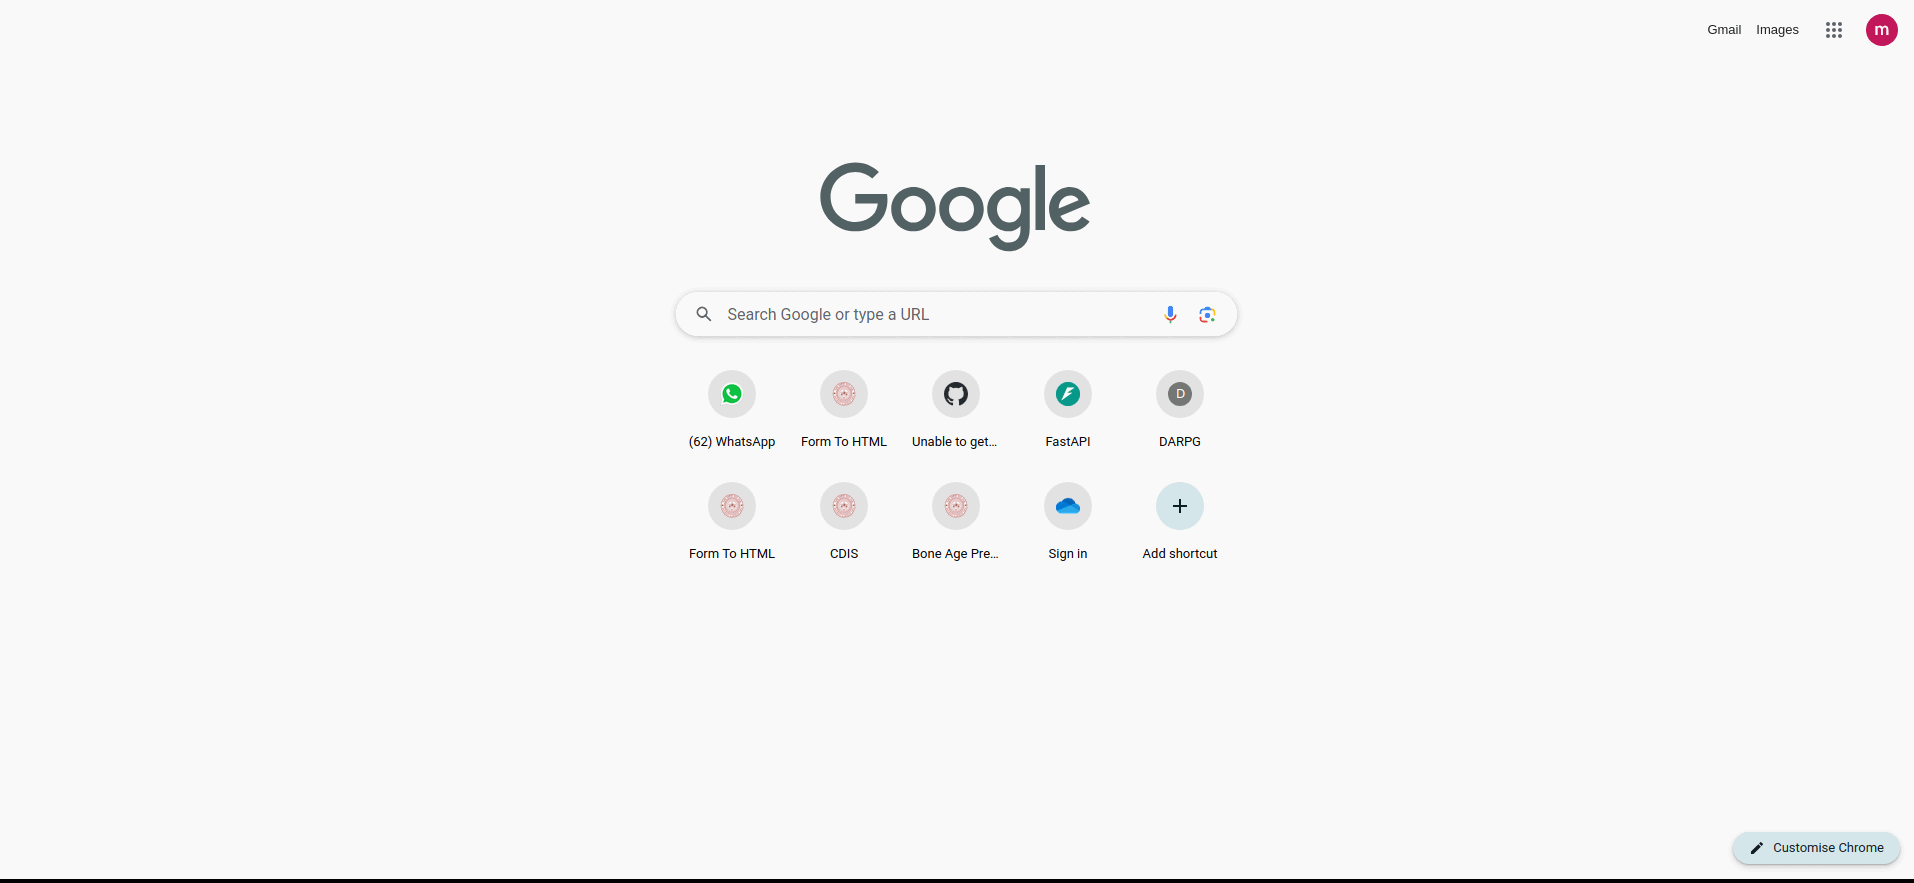 Gmail Images m
Google
Search Google or type a URL
(62) WhatsApp Form To HTML Unable to get... FastAPI D DARPG
Form To HTML CDIS Bone Age Pre... Sign in Add shortcut
Customise Chrome